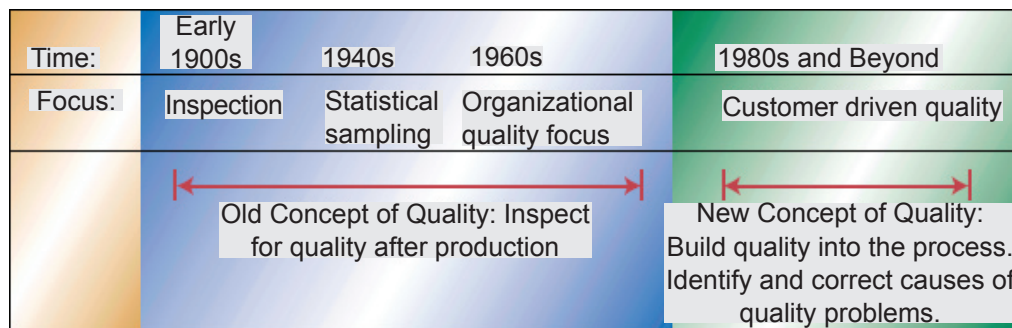 Time:
Early
1900s
1940s
1960s
1980s and Beyond
Focus:
Inspection
Statistical
sampling
Organizational
quality focus
Customer driven quality
Old Concept of Quality: Inspect
for quality after production
New Concept of Quality:
Build quality into the process.
Identify and correct causes of
quality problems.